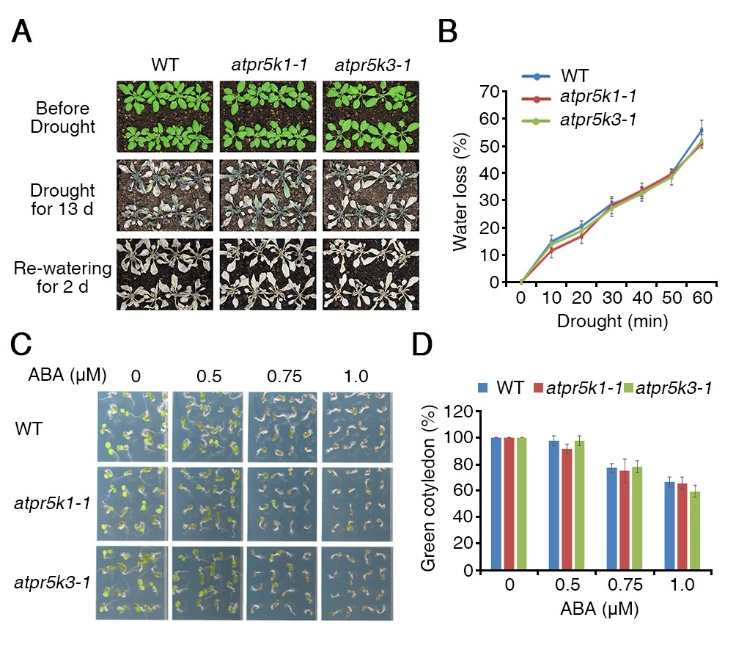 A
WT
atpr5k1-1
atpr5k3-1
Before
Drought
Drought
for 13 d
Re-watering
for 2 d
B
WT
atpr5k1-1
atpr5k3-1
Water loss (%)
70
60
50
40
30
20
10
0
0 10 20 30 40 50 60
Drought (min)
C
ABA (µM) 0 0.5 0.75 1.0
WT
atpr5k1-1
atpr5k3-1
D
WT atpr5k1-1 atpr5k3-1
Green cotyledon (%)
120
100
80
60
40
20
0
0 0.5 0.75 1.0
ABA (µM)